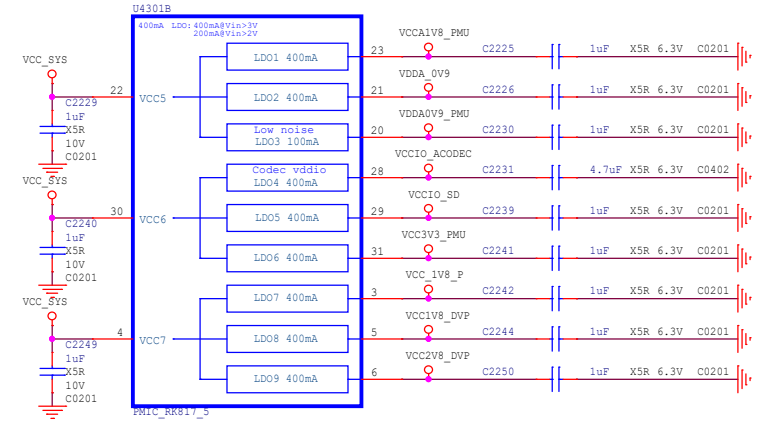 U4301B
400mA LDO: 400mA@Vin>3V
200mA@Vin>2V
VCC_SYS
22
VCC5
C2229
1uF
X5R
10V
C0201
LDO1 400mA
23
VCCA1V8_PMU
C2225
1uF X5R 6.3V C0201
LDO2 400mA
21
VDDA_0V9
C2226
1uF X5R 6.3V C0201
Low noise
LDO3 100mA
20
VDDA0V9_PMU
C2230
1uF X5R 6.3V C0201
VCC_SYS
30
VCC6
C2240
1uF
X5R
10V
C0201
Codec vddio
LDO4 400mA
28
VCCIO_ACODEC
C2231
4.7uF X5R 6.3V C0402
LDO5 400mA
29
VCCIO_SD
C2239
1uF X5R 6.3V C0201
LDO6 400mA
31
VCC3V3_PMU
C2241
1uF X5R 6.3V C0201
VCC_SYS
4
VCC7
C2249
1uF
X5R
10V
C0201
LDO7 400mA
3
VCC_1V8_P
C2242
1uF X5R 6.3V C0201
LDO8 400mA
5
VCC1V8_DVP
C2244
1uF X5R 6.3V C0201
LDO9 400mA
6
VCC2V8_DVP
C2250
1uF X5R 6.3V C0201
PMIC_RK817_5